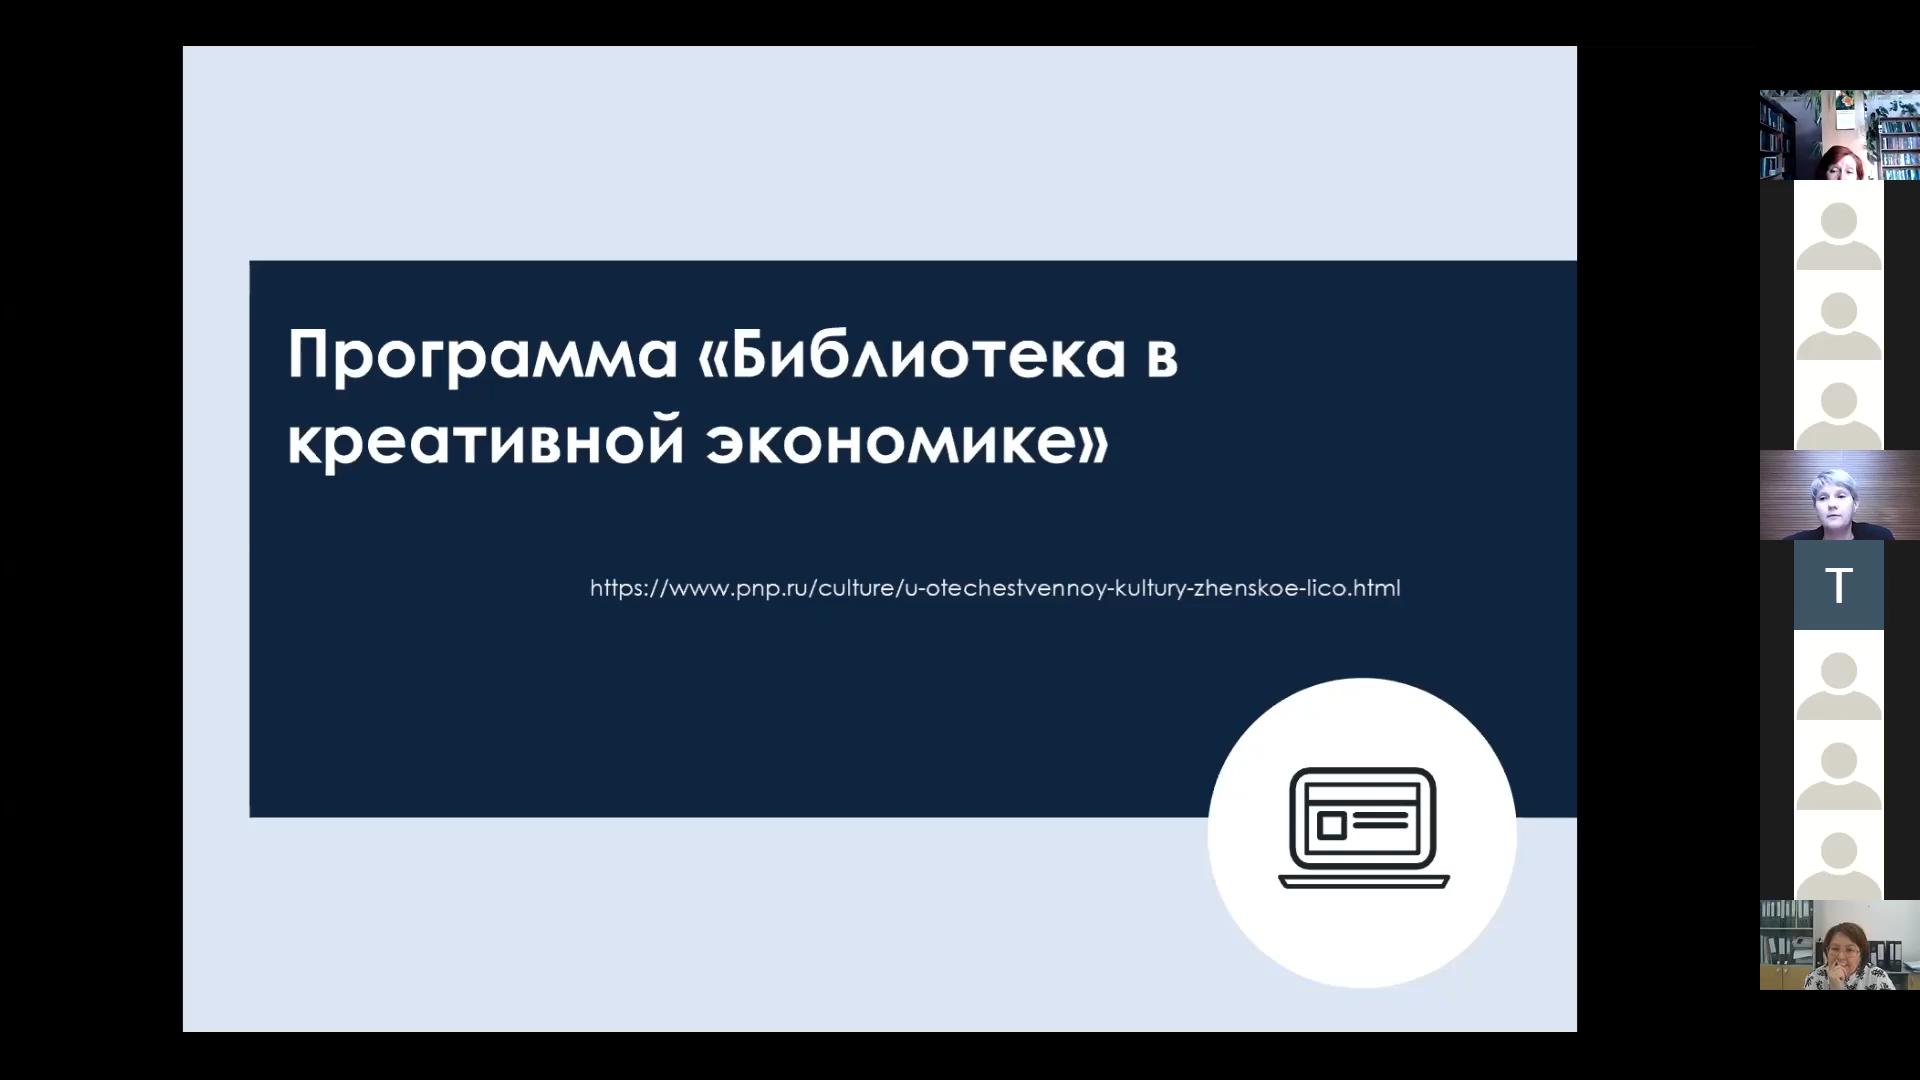 Программа «Библиотека в
креативной экономике»
https://www.pnp.ru/culture/u-otechestvennoy-kultury-zhenskoe-lico.html
T